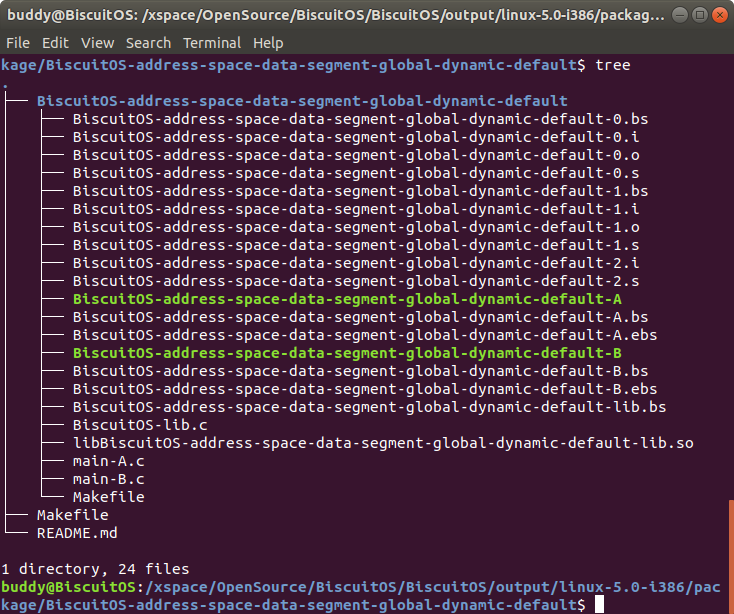 buddy@BiscuitOS: /xspace/OpenSource/BiscuitOS/BiscuitOS/output/linux-5.0-i386/packag...
File Edit View Search Terminal Help
kage/BiscuitOS-address-space-data-segment-global-dynamic-default$ tree
.
├── BiscuitOS-address-space-data-segment-global-dynamic-default
│   ├── BiscuitOS-address-space-data-segment-global-dynamic-default-0.bs
│   ├── BiscuitOS-address-space-data-segment-global-dynamic-default-0.i
│   ├── BiscuitOS-address-space-data-segment-global-dynamic-default-0.o
│   ├── BiscuitOS-address-space-data-segment-global-dynamic-default-0.s
│   ├── BiscuitOS-address-space-data-segment-global-dynamic-default-1.bs
│   ├── BiscuitOS-address-space-data-segment-global-dynamic-default-1.i
│   ├── BiscuitOS-address-space-data-segment-global-dynamic-default-1.o
│   ├── BiscuitOS-address-space-data-segment-global-dynamic-default-1.s
│   ├── BiscuitOS-address-space-data-segment-global-dynamic-default-2.i
│   ├── BiscuitOS-address-space-data-segment-global-dynamic-default-2.s
│   ├── BiscuitOS-address-space-data-segment-global-dynamic-default-A
│   ├── BiscuitOS-address-space-data-segment-global-dynamic-default-A.bs
│   ├── BiscuitOS-address-space-data-segment-global-dynamic-default-A.ebs
│   ├── BiscuitOS-address-space-data-segment-global-dynamic-default-B
│   ├── BiscuitOS-address-space-data-segment-global-dynamic-default-B.bs
│   ├── BiscuitOS-address-space-data-segment-global-dynamic-default-B.ebs
│   ├── BiscuitOS-address-space-data-segment-global-dynamic-default-lib.bs
│   ├── BiscuitOS-lib.c
│   ├── libBiscuitOS-address-space-data-segment-global-dynamic-default-lib.so
│   ├── main-A.c
│   ├── main-B.c
│   └── Makefile
├── Makefile
└── README.md
1 directory, 24 files
buddy@BiscuitOS:/xspace/OpenSource/BiscuitOS/BiscuitOS/output/linux-5.0-i386/pac
kage/BiscuitOS-address-space-data-segment-global-dynamic-default$